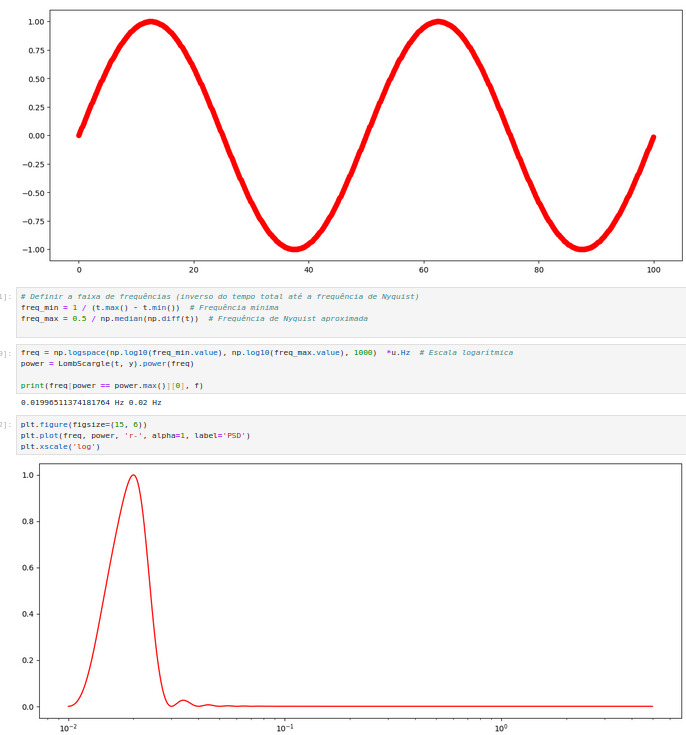 1.00
0.75
0.50
0.25
0.00
−0.25
−0.50
−0.75
−1.00
0 20 40 60 80 100
]:
# Definir a faixa de frequências (inverso do tempo total até a frequência de Nyquist)
freq_min = 1 / (t.max() - t.min())  # Frequência mínima
freq_max = 0.5 / np.median(np.diff(t))  # Frequência de Nyquist aproximada
]:
freq = np.logspace(np.log10(freq_min.value), np.log10(freq_max.value), 1000)  *u.Hz  # Escala logarítmica
power = LombScargle(t, y).power(freq)
print(freq[power == power.max()][0], f)
0.01996511374181764 Hz 0.02 Hz
]:
plt.figure(figsize=(15, 6))
plt.plot(freq, power, 'r-', alpha=1, label='PSD')
plt.xscale('log')
1.0
0.8
0.6
0.4
0.2
0.0
10⁻² 10⁻¹ 10⁰